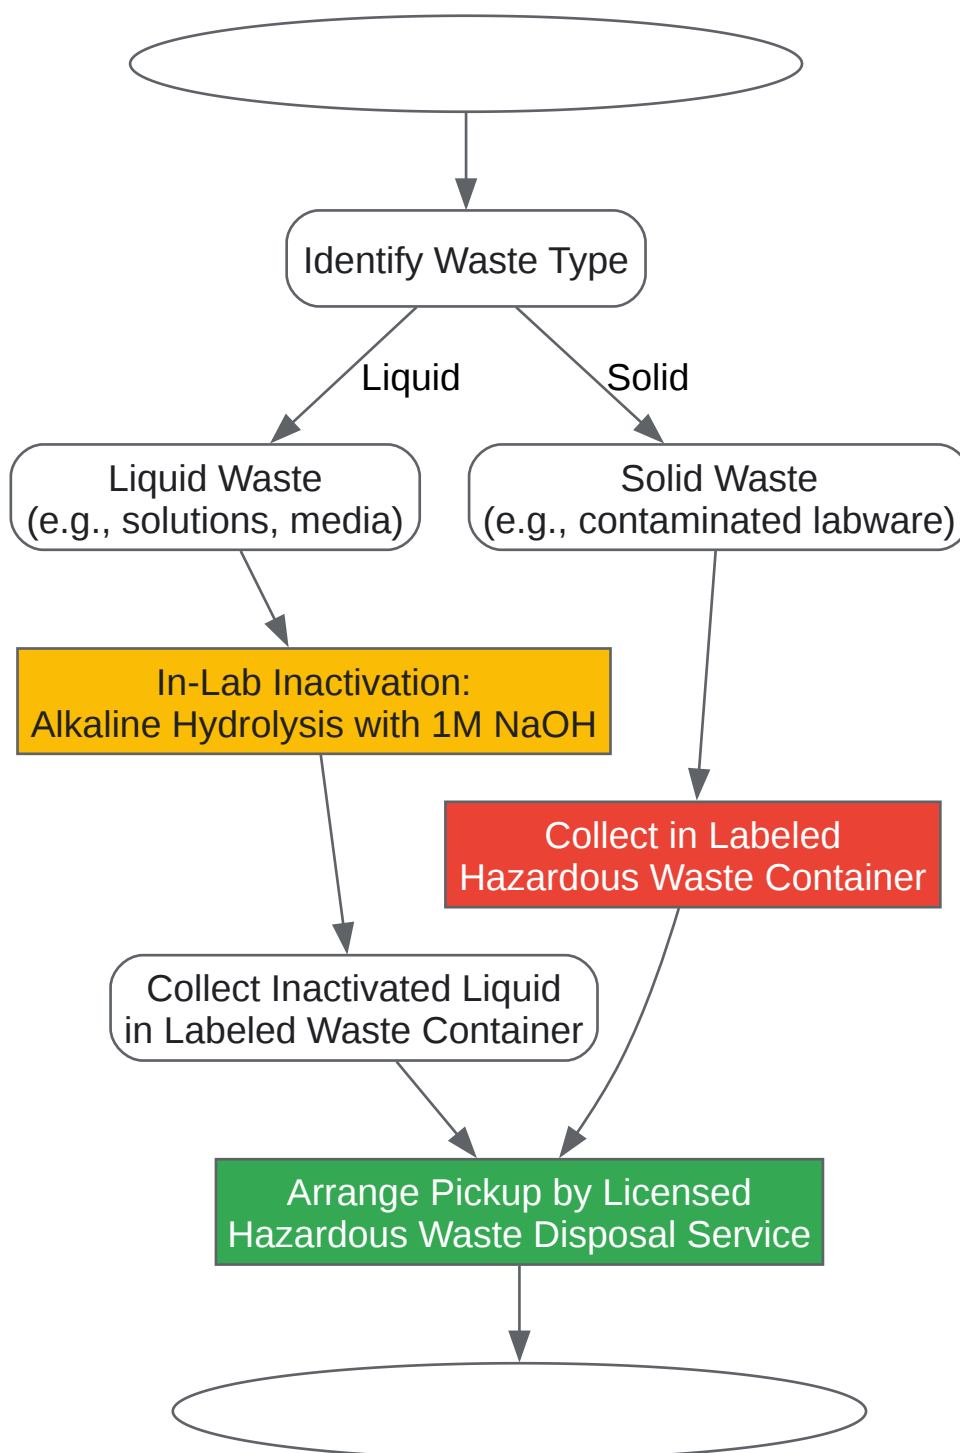 Identify Waste Type
Liquid
Solid
Liquid Waste
(e.g., solutions, media)
Solid Waste
(e.g., contaminated labware)
In-Lab Inactivation:
Alkaline Hydrolysis with 1M NaOH
Collect in Labeled
Hazardous Waste Container
Collect Inactivated Liquid
in Labeled Waste Container
Arrange Pickup by Licensed
Hazardous Waste Disposal Service